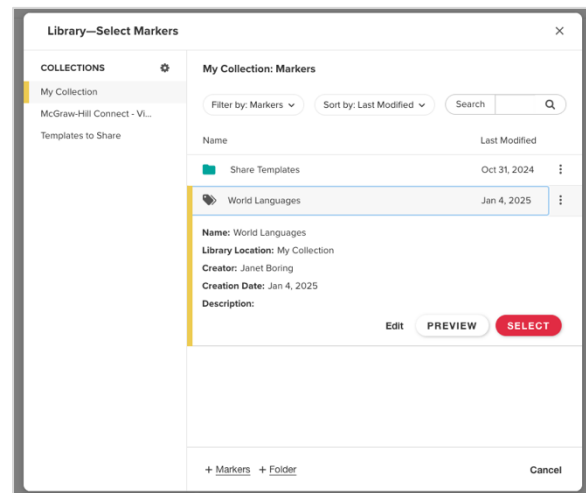 Library—Select Markers
COLLECTIONS
My Collection
McGraw-Hill Connect - Vi...
Templates to Share
My Collection: Markers
Filter by: Markers
Sort by: Last Modified
Search
Name Last Modified
Share Templates Oct 31, 2024
World Languages Jan 4, 2025
Name: World Languages
Library Location: My Collection
Creator: Janet Boring
Creation Date: Jan 4, 2025
Description:
Edit PREVIEW SELECT
+ Markers + Folder Cancel